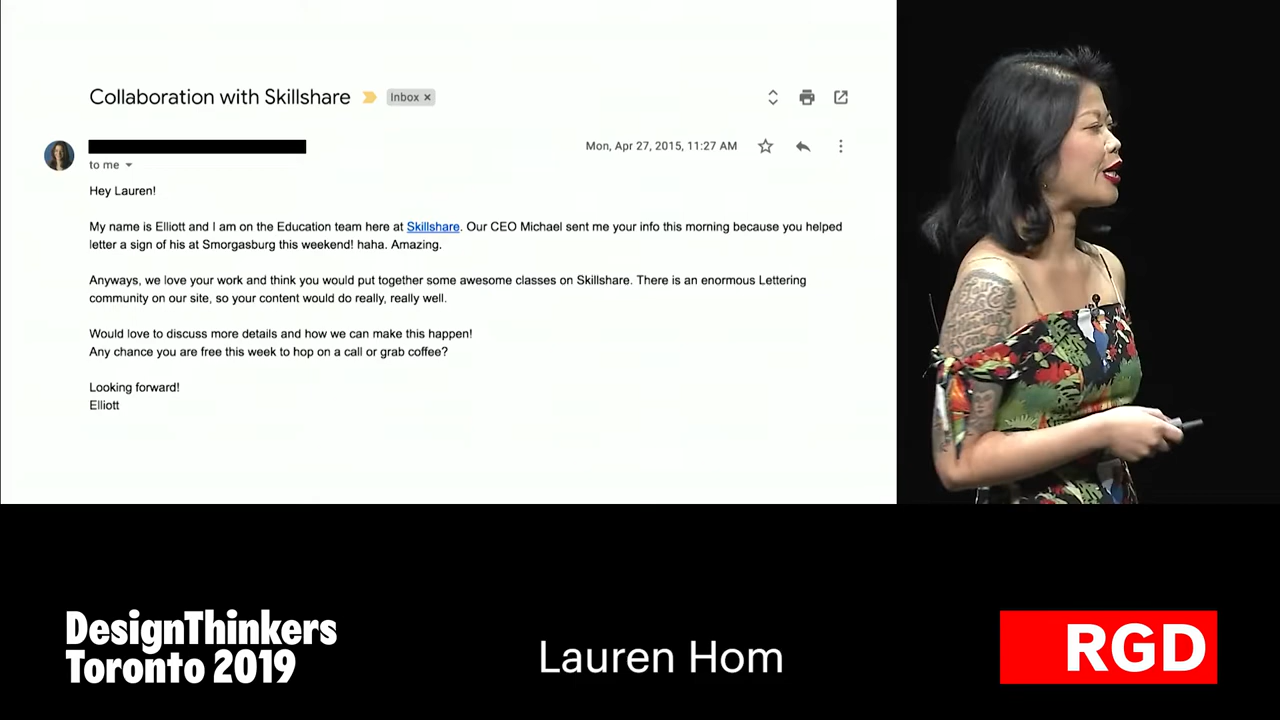 Collaboration with Skillshare
Inbox ×
Mon, Apr 27, 2015, 11:27 AM
to me
Hey Lauren!
My name is Elliott and I am on the Education team here at Skillshare. Our CEO Michael sent me your info this morning because you helped
letter a sign of his at Smorgasburg this weekend! haha. Amazing.
Anyways, we love your work and think you would put together some awesome classes on Skillshare. There is an enormous Lettering
community on our site, so your content would do really, really well.
Would love to discuss more details and how we can make this happen!
Any chance you are free this week to hop on a call or grab coffee?
Looking forward!
Elliott
DesignThinkers
Toronto 2019
Lauren Hom
RGD